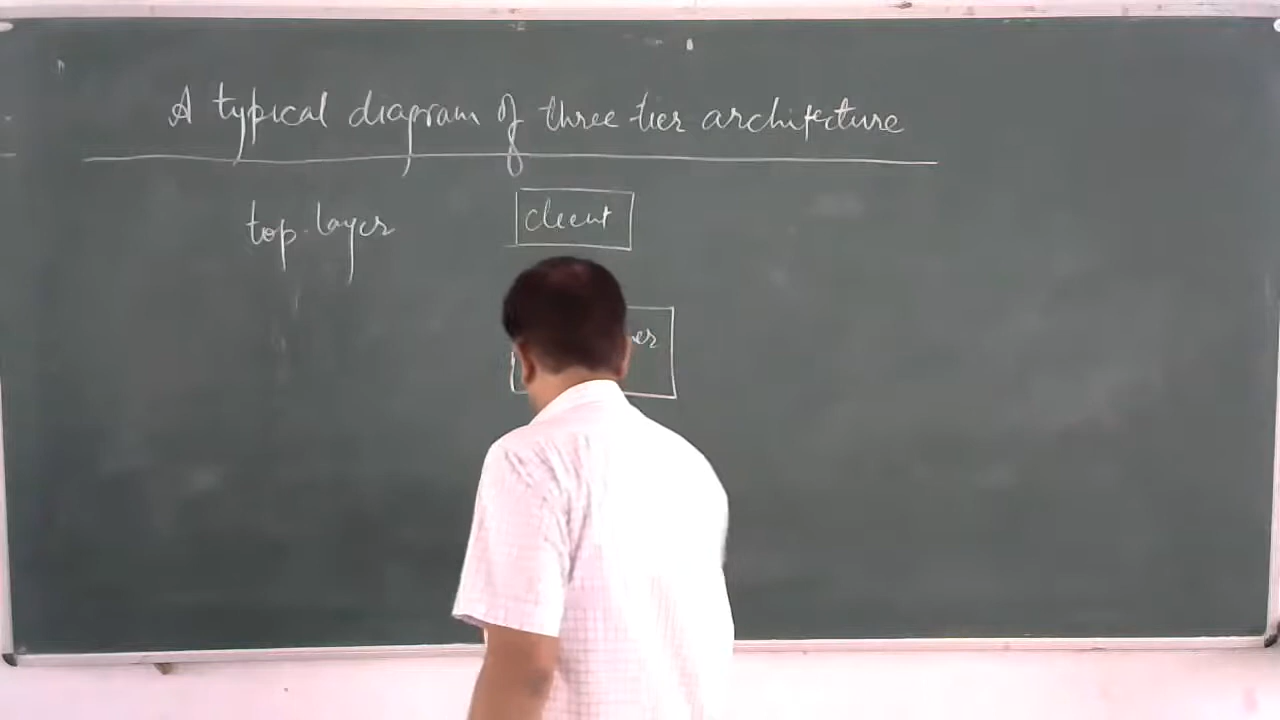 A typical diagram of three tier architecture
top layer
client